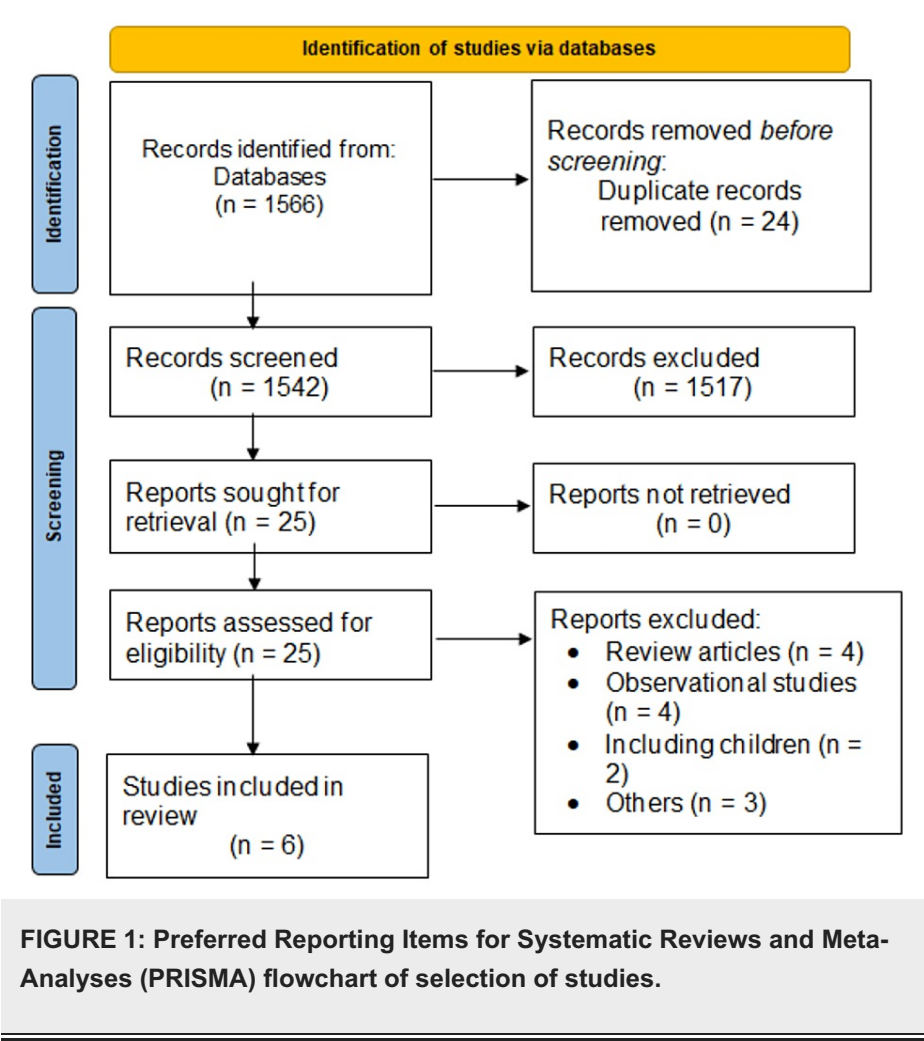 Identification of studies via databases
Identification
Records identified from:
Databases
(n = 1566)
Records removed before
screening:
Duplicate records
removed (n = 24)
Screening
Records screened
(n = 1542)
Records excluded
(n = 1517)
Reports sought for
retrieval (n = 25)
Reports not retrieved
(n = 0)
Reports assessed for
eligibility (n = 25)
Reports excluded:
• Review articles (n = 4)
• Observational studies
(n = 4)
• Including children (n =
2)
• Others (n = 3)
Included
Studies included in
review
(n = 6)
FIGURE 1: Preferred Reporting Items for Systematic Reviews and Meta-
Analyses (PRISMA) flowchart of selection of studies.